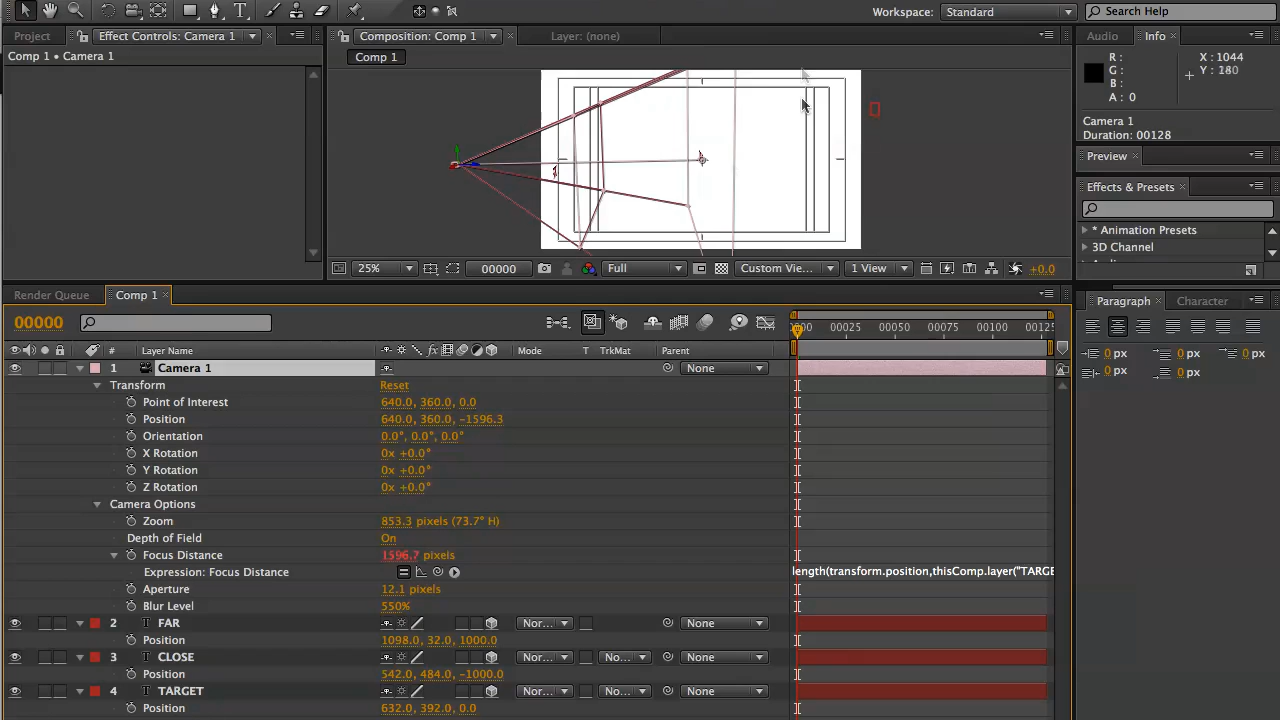 Workspace: Standard
Search Help
Project
Effect Controls: Camera 1
Composition: Comp 1
Layer: (none)
Audio
Info
Comp 1 • Camera 1
Comp 1
R :
G :
B :
A : 0
X : 1044
Y : 180
Camera 1
Duration: 00128
Preview
Effects & Presets
* Animation Presets
3D Channel
25%
00000
Full
Custom Vie...
1 View
+0.0
Render Queue
Comp 1
Paragraph
Character
00000
00025
00050
00075
00100
0 px
0 px
0 px
0 px
0 px
# Layer Name
Mode
T TrkMat
Parent
1 Camera 1
None
Transform
Reset
Point of Interest
640.0, 360.0, 0.0
Position
640.0, 360.0, -1596.3
Orientation
0.0°, 0.0°, 0.0°
X Rotation
0x +0.0°
Y Rotation
0x +0.0°
Z Rotation
0x +0.0°
Camera Options
Zoom
853.3 pixels (73.7° H)
Depth of Field
On
Focus Distance
1596.7 pixels
Expression: Focus Distance
length(transform.position,thisComp.layer("TARGE
Aperture
12.1 pixels
Blur Level
550%
2 T FAR
Nor...
None
Position
1098.0, 32.0, 1000.0
3 T CLOSE
Nor...
No...
None
Position
542.0, 484.0, -1000.0
4 T TARGET
Nor...
No...
None
Position
632.0, 392.0, 0.0